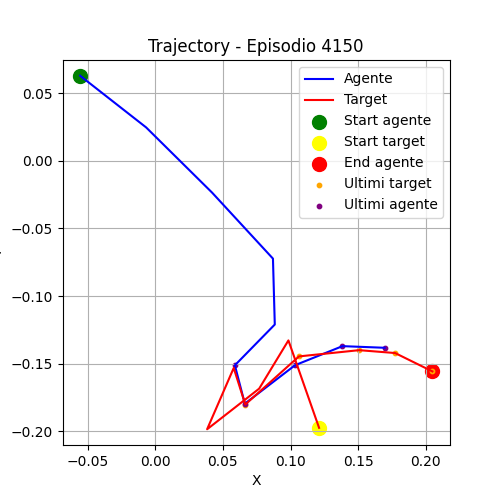 Trajectory - Episodio 4150
Agente
Target
Start agente
Start target
End agente
Ultimi target
Ultimi agente
0.05
0.00
−0.05
−0.10
−0.15
−0.20
−0.05
0.00
0.05
0.10
0.15
0.20
X